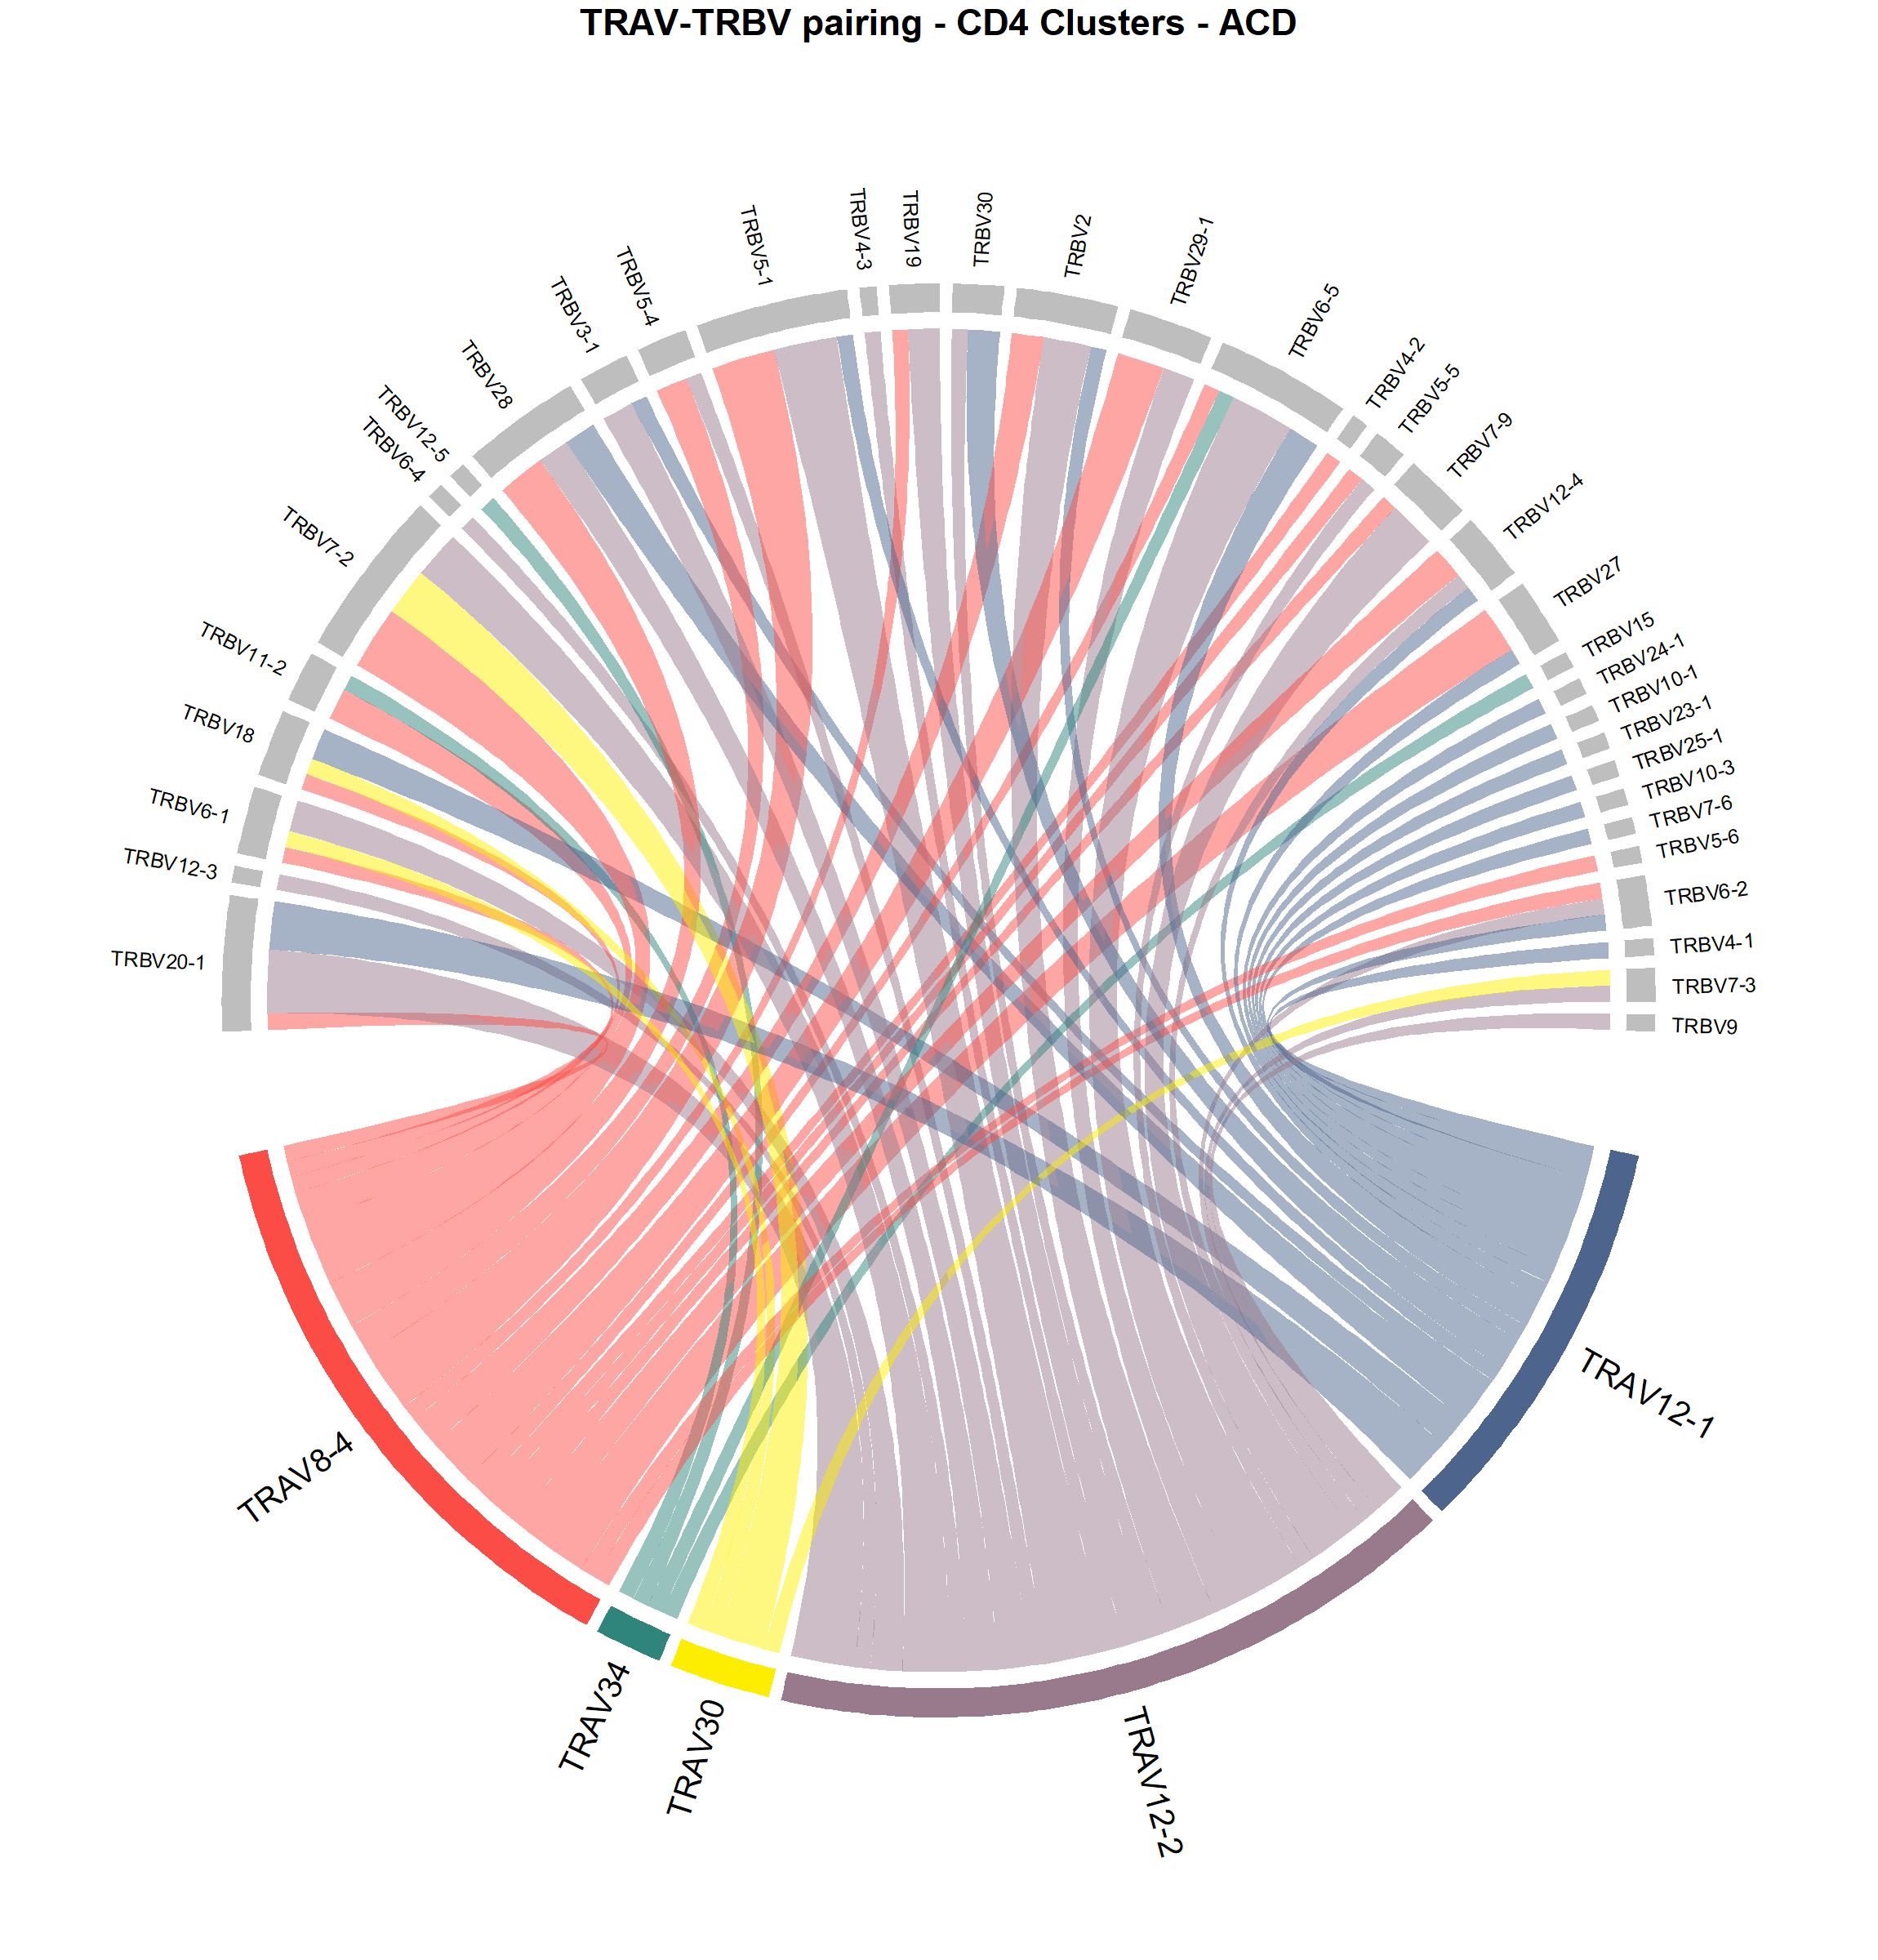 TRAV-TRBV pairing - CD4 Clusters - ACD
TRBV20-1
TRBV12-3
TRBV6-1
TRBV18
TRBV11-2
TRBV7-2
TRBV6-4
TRBV12-5
TRBV28
TRBV3-1
TRBV5-4
TRBV5-1
TRBV4-3
TRBV19
TRBV30
TRBV2
TRBV29-1
TRBV6-5
TRBV4-2
TRBV5-5
TRBV7-9
TRBV12-4
TRBV27
TRBV15
TRBV24-1
TRBV10-1
TRBV23-1
TRBV25-1
TRBV10-3
TRBV7-6
TRBV5-6
TRBV6-2
TRBV4-1
TRBV7-3
TRBV9
TRAV12-1
TRAV12-2
TRAV30
TRAV34
TRAV8-4